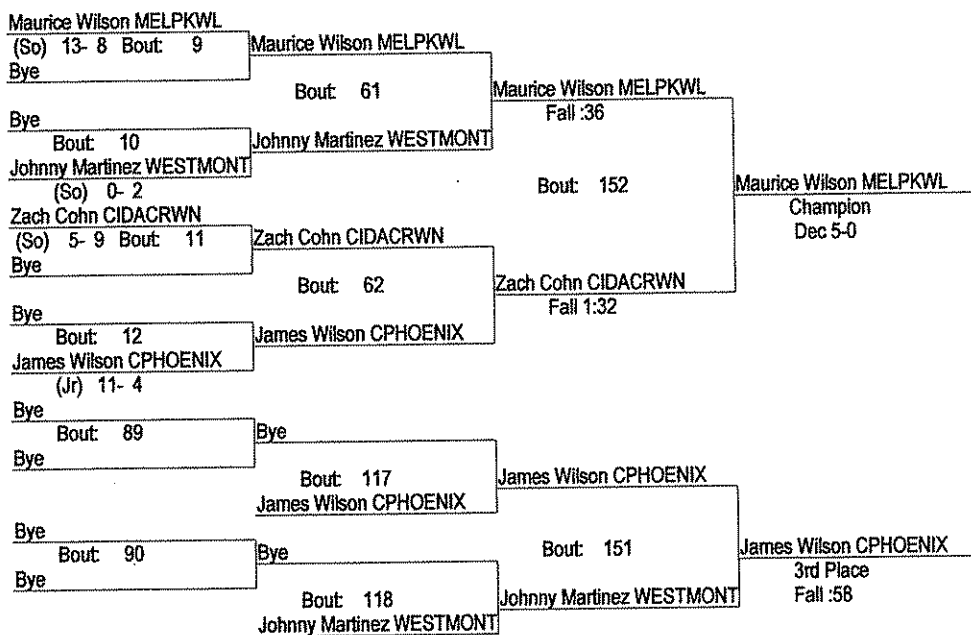 Maurice Wilson MELPKWL
(So) 13- 8 Bout: 9
Bye
Maurice Wilson MELPKWL
Bout: 61
Bye
Bout: 10
Johnny Martinez WESTMONT
(So) 0- 2
Johnny Martinez WESTMONT
Maurice Wilson MELPKWL
Fall :36
Bout: 152
Zach Cohn CIDACRWN
(So) 5- 9 Bout: 11
Bye
Zach Cohn CIDACRWN
Bout: 62
Bye
Bout: 12
James Wilson CPHOENIX
(Jr) 11- 4
James Wilson CPHOENIX
Zach Cohn CIDACRWN
Fall 1:32
Maurice Wilson MELPKWL
Champion
Dec 5-0
Bye
Bout: 89
Bye
Bye
Bout: 117
James Wilson CPHOENIX
James Wilson CPHOENIX
Bye
Bout: 90
Bye
Bye
Bout: 118
Johnny Martinez WESTMONT
Bout: 151
Johnny Martinez WESTMONT
James Wilson CPHOENIX
3rd Place
Fall :58